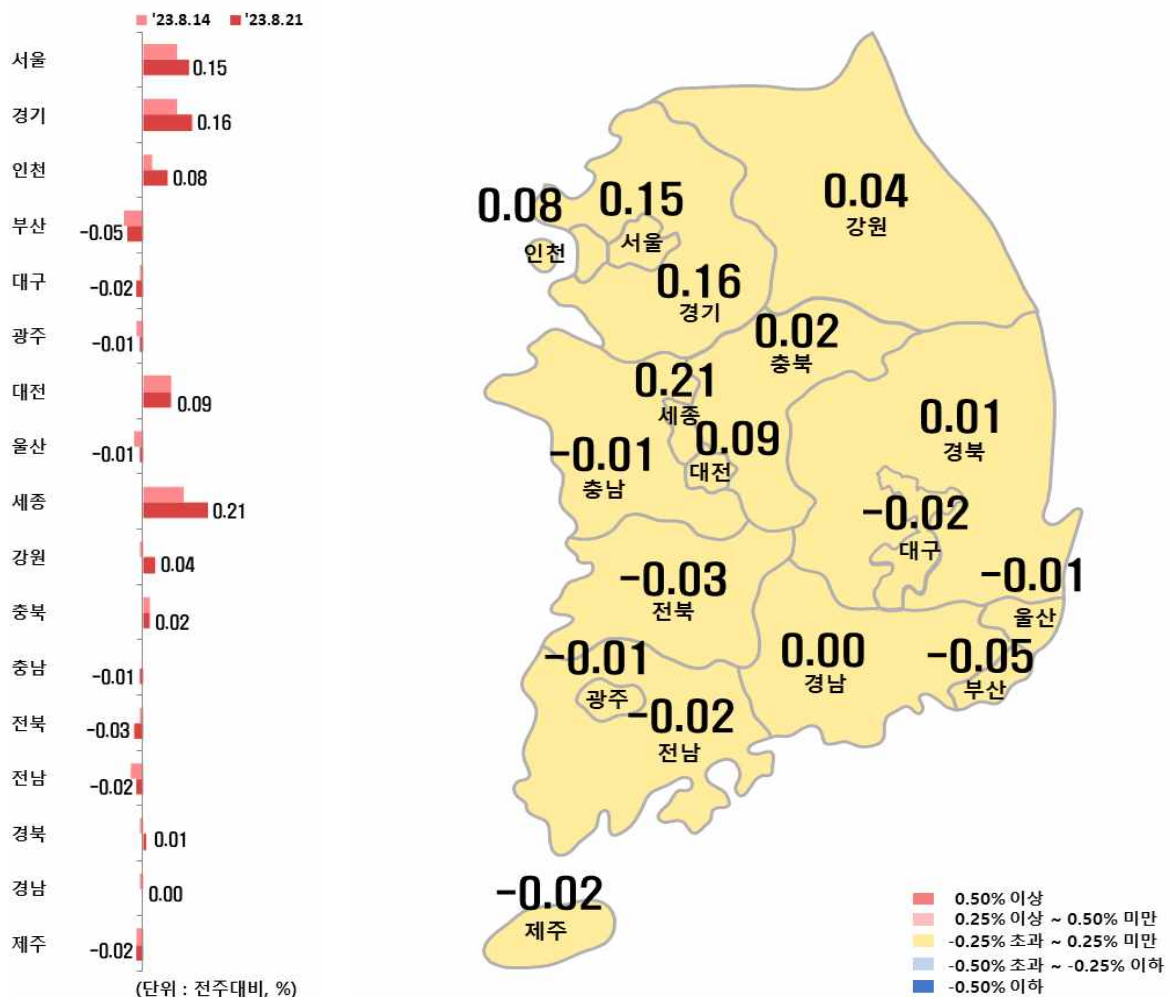 '23.8.14 '23.8.21
서울 0.15
경기 0.16
인천 0.08
부산 -0.05
대구 -0.02
광주 -0.01
대전 0.09
울산 -0.01
세종 0.21
강원 0.04
충북 0.02
충남 -0.01
전북 -0.03
전남 -0.02
경북 0.01
경남 0.00
제주 -0.02
(단위 : 전주대비, %)
0.08
인천
0.15
서울
0.16
경기
0.04
강원
0.02
충북
0.21
세종
0.09
대전
-0.01
충남
0.01
경북
-0.02
대구
-0.01
울산
-0.03
전북
0.00
경남
-0.05
부산
-0.01
광주
-0.02
전남
-0.02
제주
0.50% 이상
0.25% 이상 ~ 0.50% 미만
-0.25% 초과 ~ 0.25% 미만
-0.50% 초과 ~ -0.25% 이하
-0.50% 이하